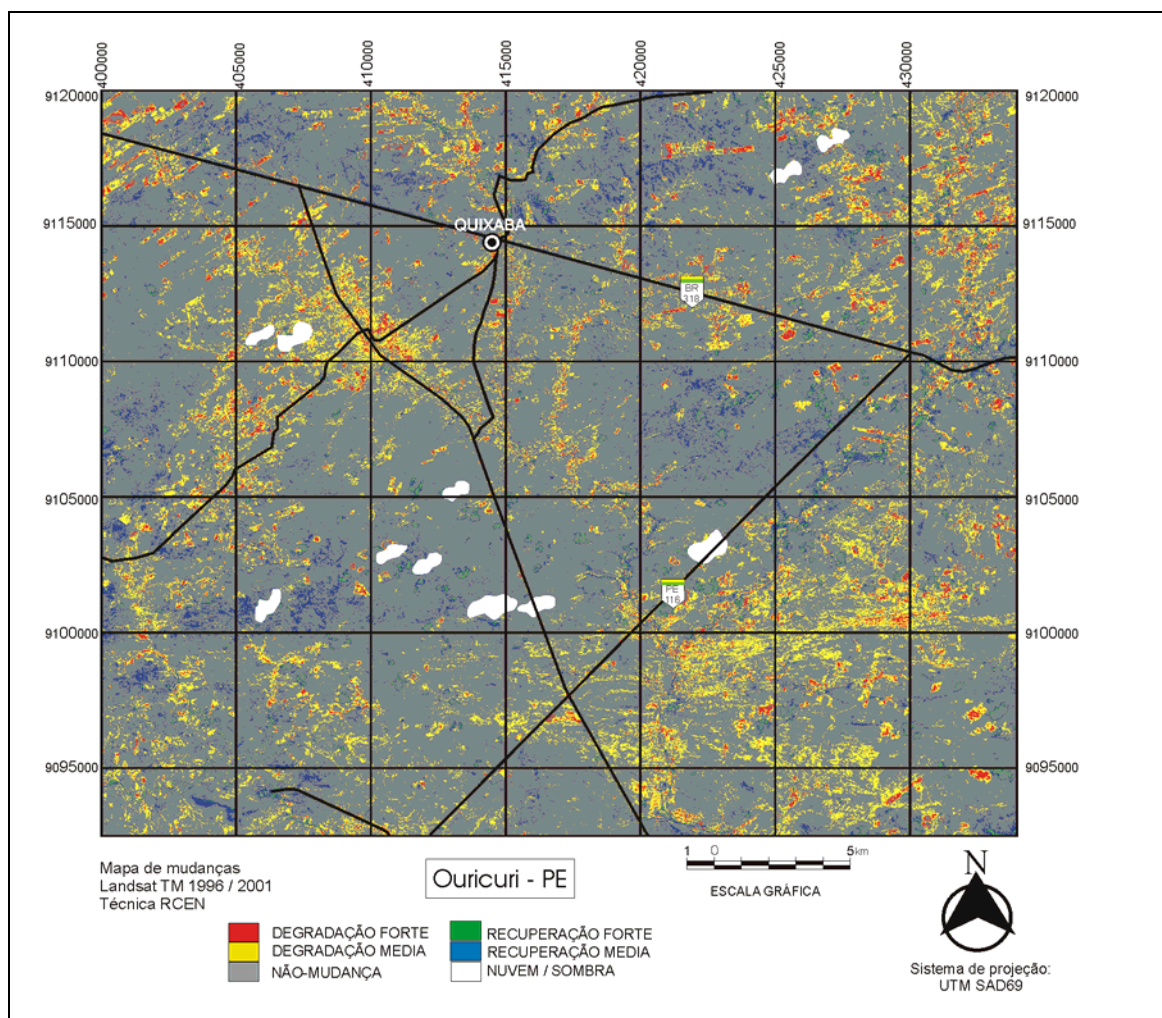 400000
405000
410000
415000
420000
425000
430000
9120000
9120000
9115000
QUIXABA
9115000
BR
318
9110000
9110000
9105000
9105000
PE
116
9100000
9100000
9095000
9095000
Mapa de mudanças
Landsat TM 1996 / 2001
Técnica RCEN
Ouricuri - PE
1 0 5km
ESCALA GRÁFICA
N
DEGRADAÇÃO FORTE
DEGRADAÇÃO MEDIA
NÃO-MUDANÇA
RECUPERAÇÃO FORTE
RECUPERAÇÃO MEDIA
NUVEM / SOMBRA
Sistema de projeção:
UTM SAD69